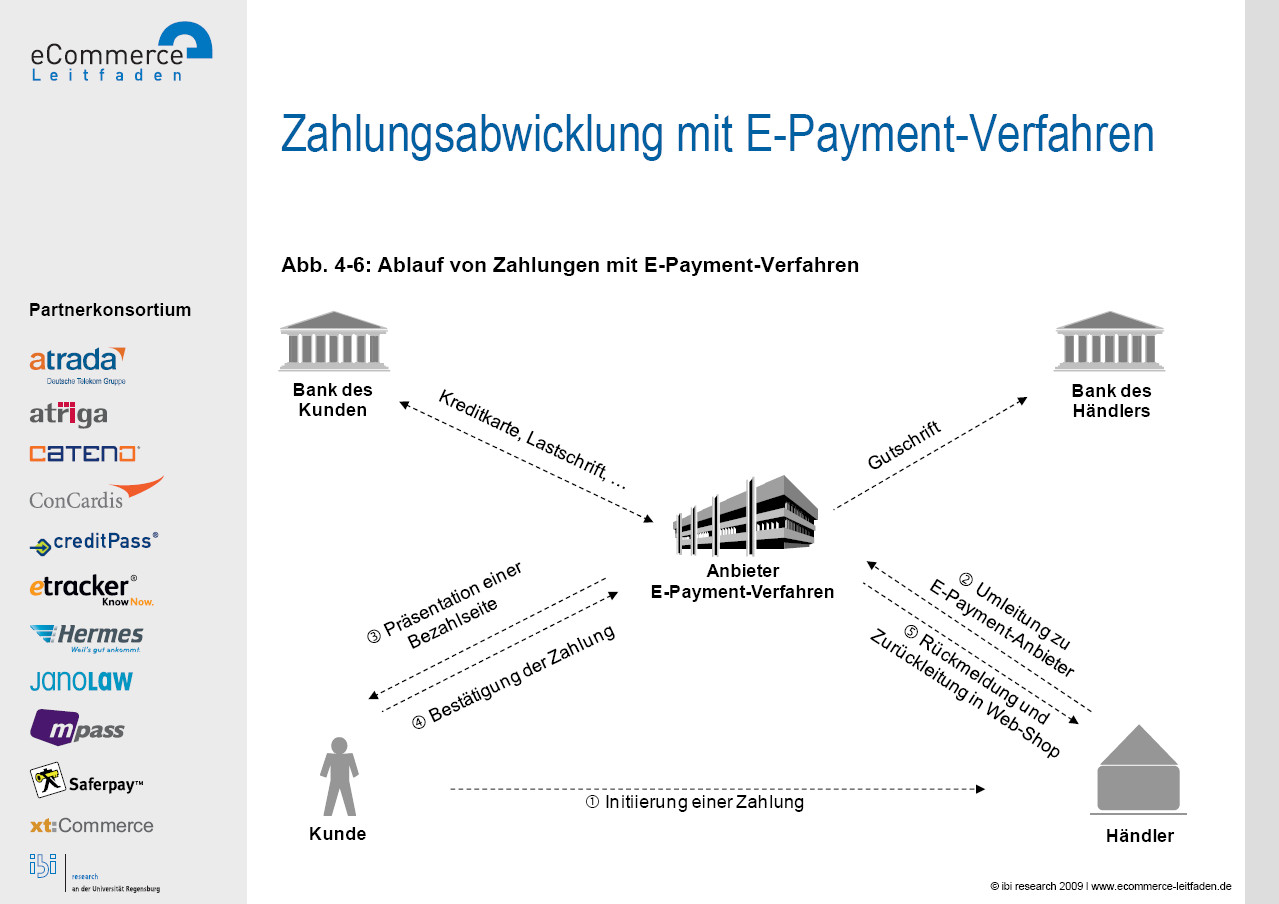 eCommerce
Leitfaden
Zahlungsabwicklung mit E-Payment-Verfahren
Abb. 4-6: Ablauf von Zahlungen mit E-Payment-Verfahren
Partnerkonsortium
atrada
Deutsche Telekom Gruppe
atriga
CATENO®
ConCardis
creditPass®
etracker®
Know Now.
Hermes
Weil's gut ankommt.
JANOLAW
mpass
Saferpay™
xt:Commerce
ibi
research
an der Universität Regensburg
Bank des
Kunden
Bank des
Händlers
Kreditkarte, Lastschrift, ...
Gutschrift
Anbieter
E-Payment-Verfahren
③ Präsentation einer
Bezahlseite
④ Bestätigung der Zahlung
② Umleitung zu
E-Payment-Anbieter
⑤ Rückmeldung und
Zurückleitung in Web-Shop
① Initiierung einer Zahlung
Kunde
Händler
© ibi research 2009 I www.ecommerce-leitfaden.de